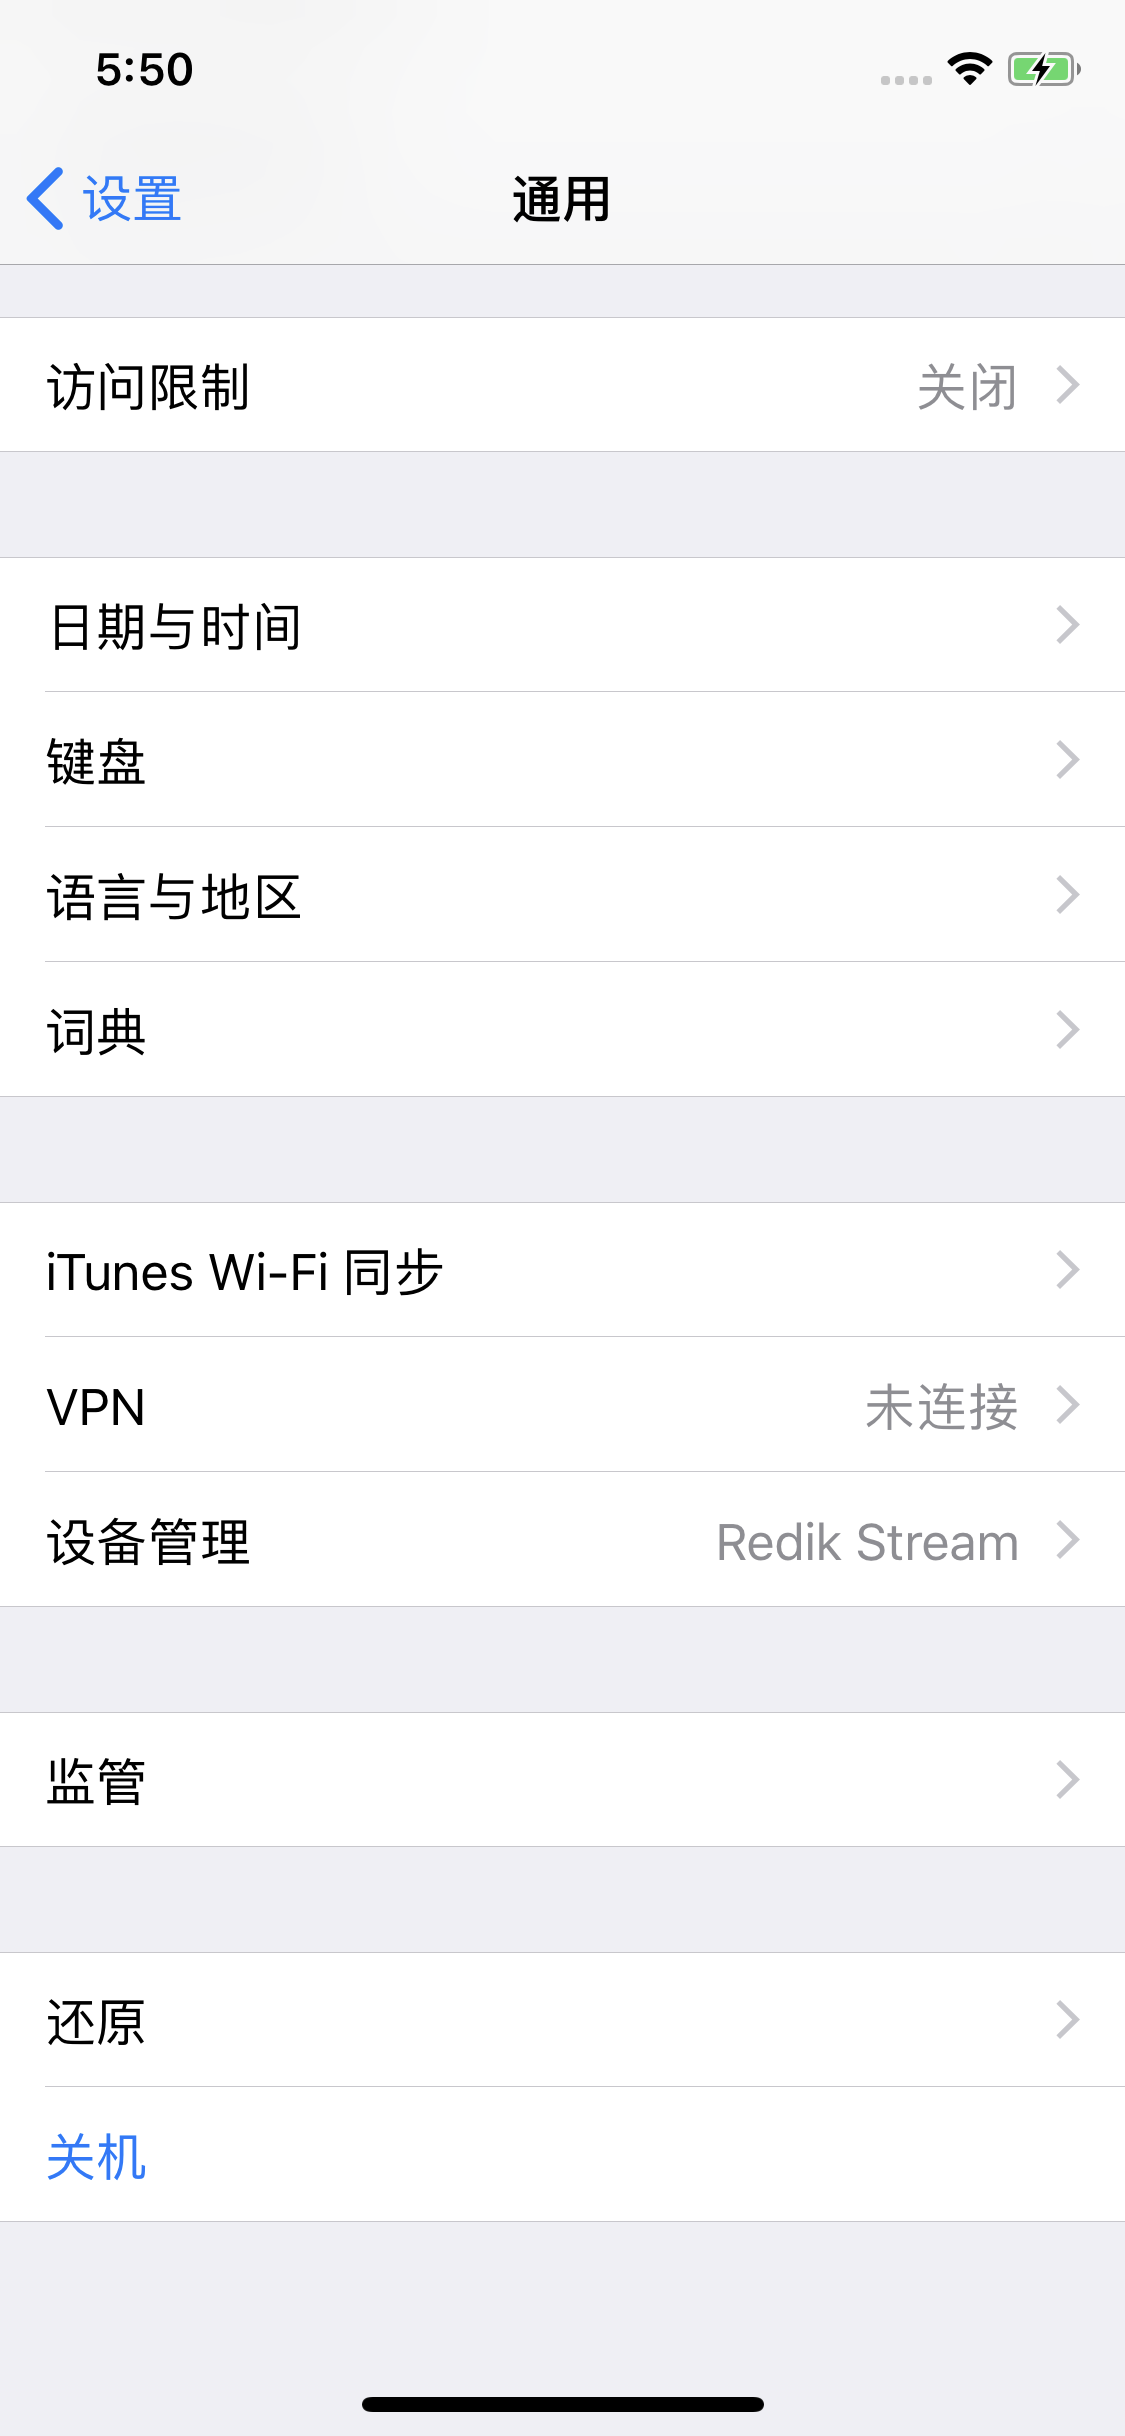 5:50
设置
通用
访问限制
关闭
日期与时间
键盘
语言与地区
词典
iTunes Wi-Fi 同步
VPN
未连接
设备管理
Redik Stream
监管
还原
关机